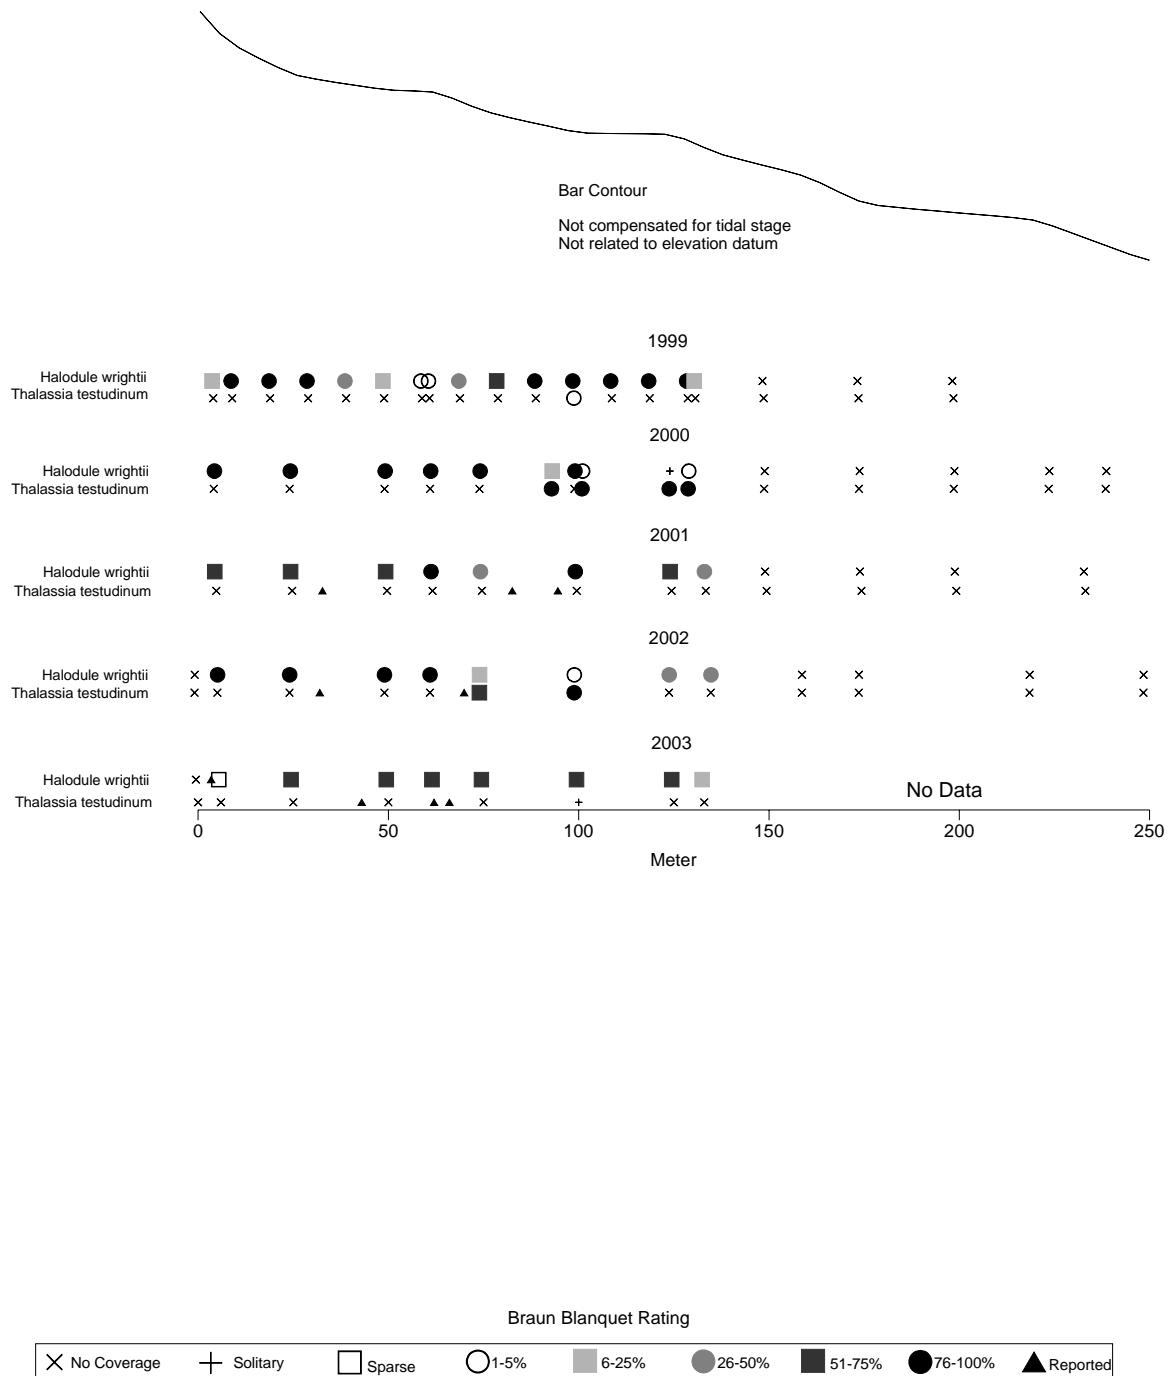 Bar Contour
Not compensated for tidal stage
Not related to elevation datum
1999
Halodule wrightii
Thalassia testudinum
2000
Halodule wrightii
Thalassia testudinum
2001
Halodule wrightii
Thalassia testudinum
2002
Halodule wrightii
Thalassia testudinum
2003
Halodule wrightii
Thalassia testudinum
No Data
0 50 100 150 200 250
Meter
Braun Blanquet Rating
No Coverage Solitary Sparse 1-5% 6-25% 26-50% 51-75% 76-100% Reported